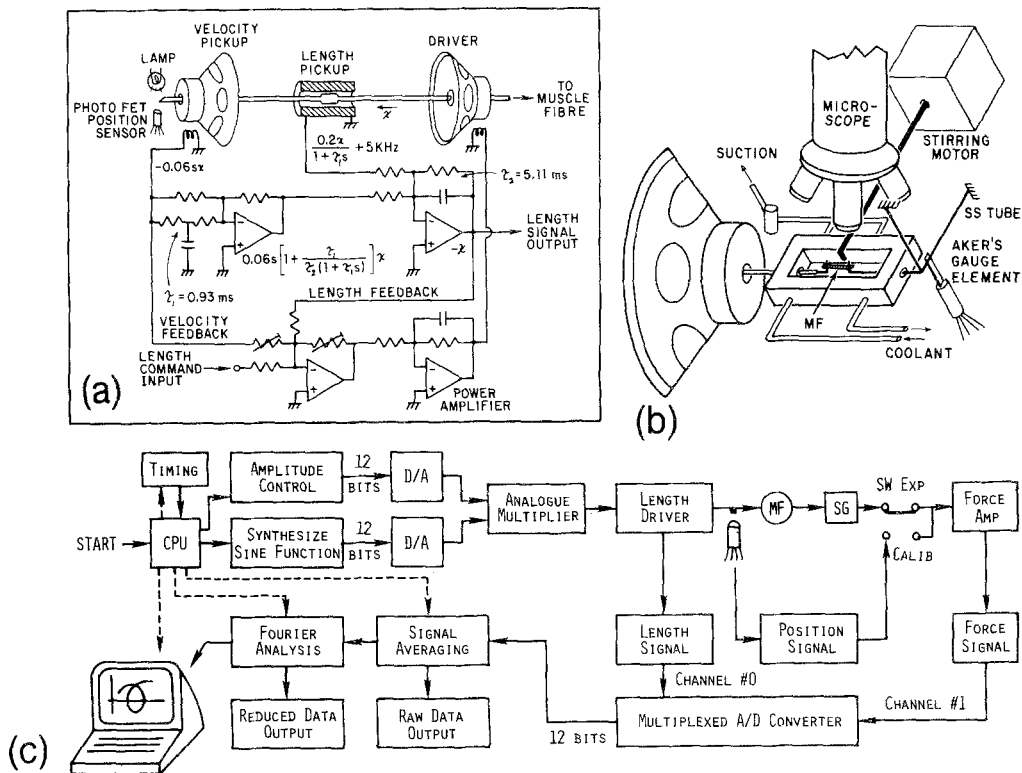 VELOCITY
PICKUP
LAMP
PHOTO FET
POSITION
SENSOR
LENGTH
PICKUP
DRIVER
TO
MUSCLE
FIBRE
x
0.2x
1 + τ₁s
+ 5KHz
-0.06sx
τ₂ = 5.11 ms
LENGTH
SIGNAL
OUTPUT
-x
0.06s [ 1 + τ₁ / τ₂(1 + τ₁s) ] x
τ₁ = 0.93 ms
LENGTH FEEDBACK
VELOCITY
FEEDBACK
LENGTH
COMMAND
INPUT
POWER
AMPLIFIER
(a)
MICRO-
SCOPE
STIRRING
MOTOR
SUCTION
SS TUBE
AKER'S
GAUGE
ELEMENT
MF
COOLANT
(b)
TIMING
START
CPU
AMPLITUDE
CONTROL
12
BITS
D/A
SYNTHESIZE
SINE FUNCTION
12
BITS
D/A
ANALOGUE
MULTIPLIER
LENGTH
DRIVER
MF
SG
SW EXP
CALIB
FORCE
AMP
FOURIER
ANALYSIS
SIGNAL
AVERAGING
LENGTH
SIGNAL
POSITION
SIGNAL
FORCE
SIGNAL
CHANNEL #0
CHANNEL #1
REDUCED DATA
OUTPUT
RAW DATA
OUTPUT
12 BITS
MULTIPLEXED A/D CONVERTER
(c)